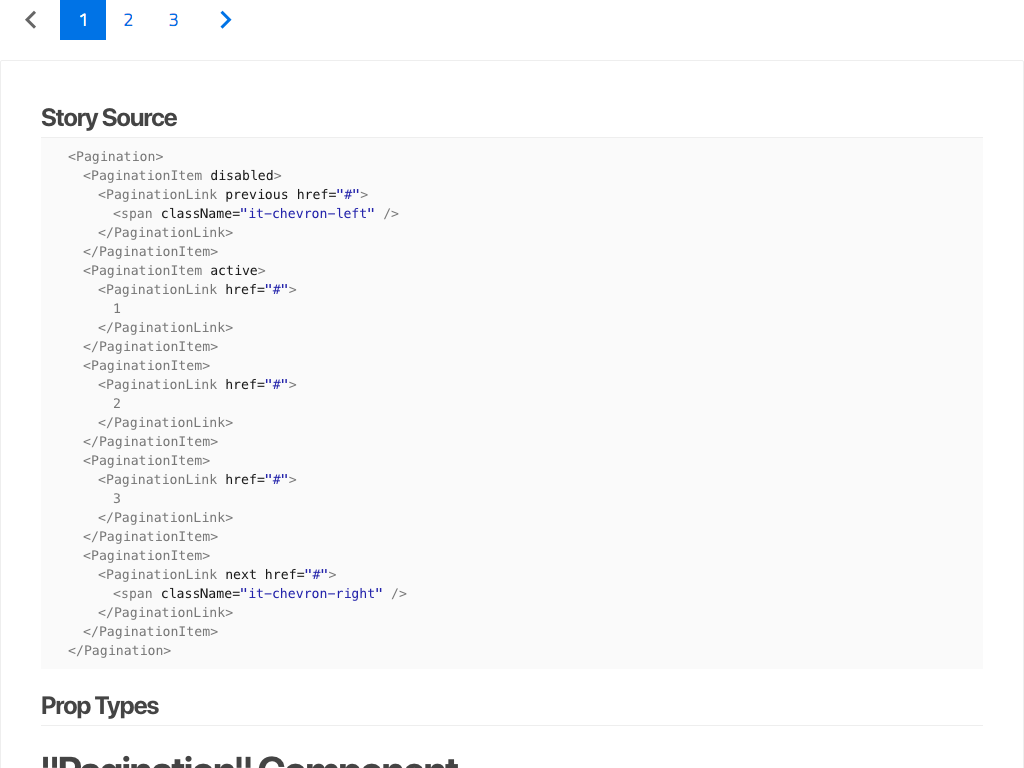 1 2 3
Story Source
<Pagination>
<PaginationItem disabled>
<PaginationLink previous href="#">
<span className="it-chevron-left" />
</PaginationLink>
</PaginationItem>
<PaginationItem active>
<PaginationLink href="#">
1
</PaginationLink>
</PaginationItem>
<PaginationItem>
<PaginationLink href="#">
2
</PaginationLink>
</PaginationItem>
<PaginationItem>
<PaginationLink href="#">
3
</PaginationLink>
</PaginationItem>
<PaginationItem>
<PaginationLink next href="#">
<span className="it-chevron-right" />
</PaginationLink>
</PaginationItem>
</Pagination>
Prop Types
"Pagination" Component